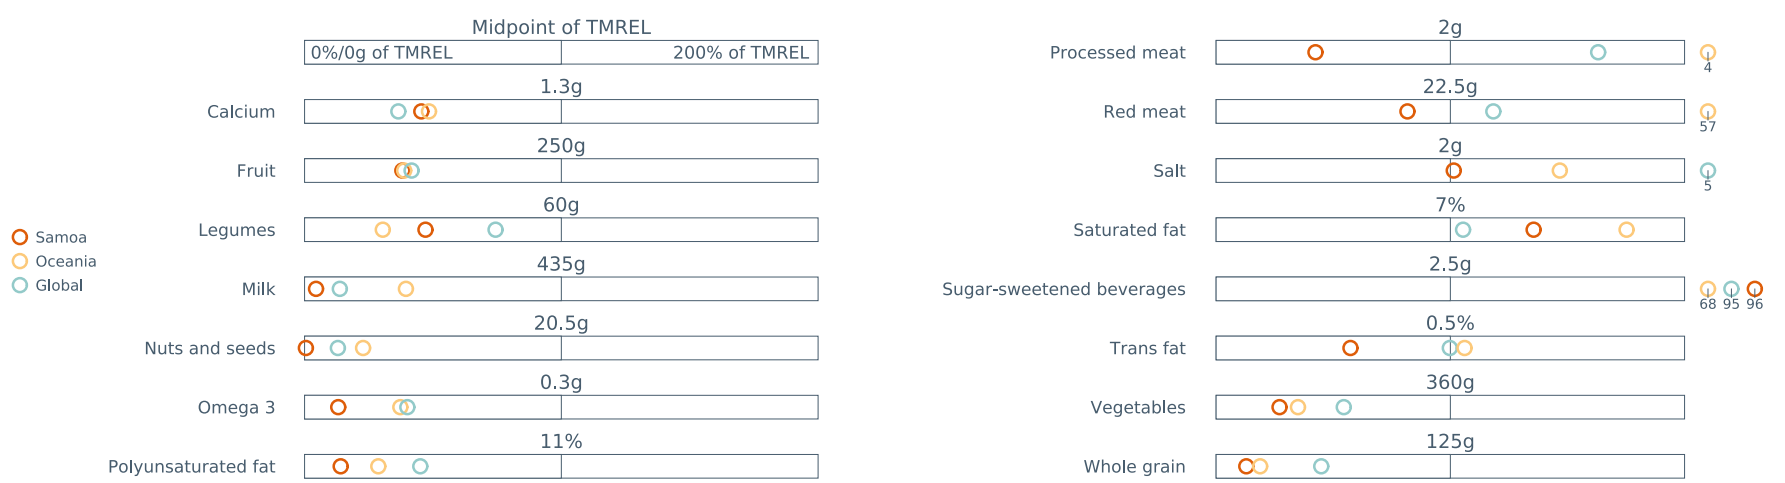 Midpoint of TMREL
0%/0g of TMREL 200% of TMREL
1.3g
Calcium
250g
Fruit
60g
Legumes
435g
Milk
20.5g
Nuts and seeds
0.3g
Omega 3
11%
Polyunsaturated fat
Samoa
Oceania
Global
2g
Processed meat
4
22.5g
Red meat
57
2g
Salt
5
7%
Saturated fat
2.5g
Sugar-sweetened beverages
68 95 96
0.5%
Trans fat
360g
Vegetables
125g
Whole grain